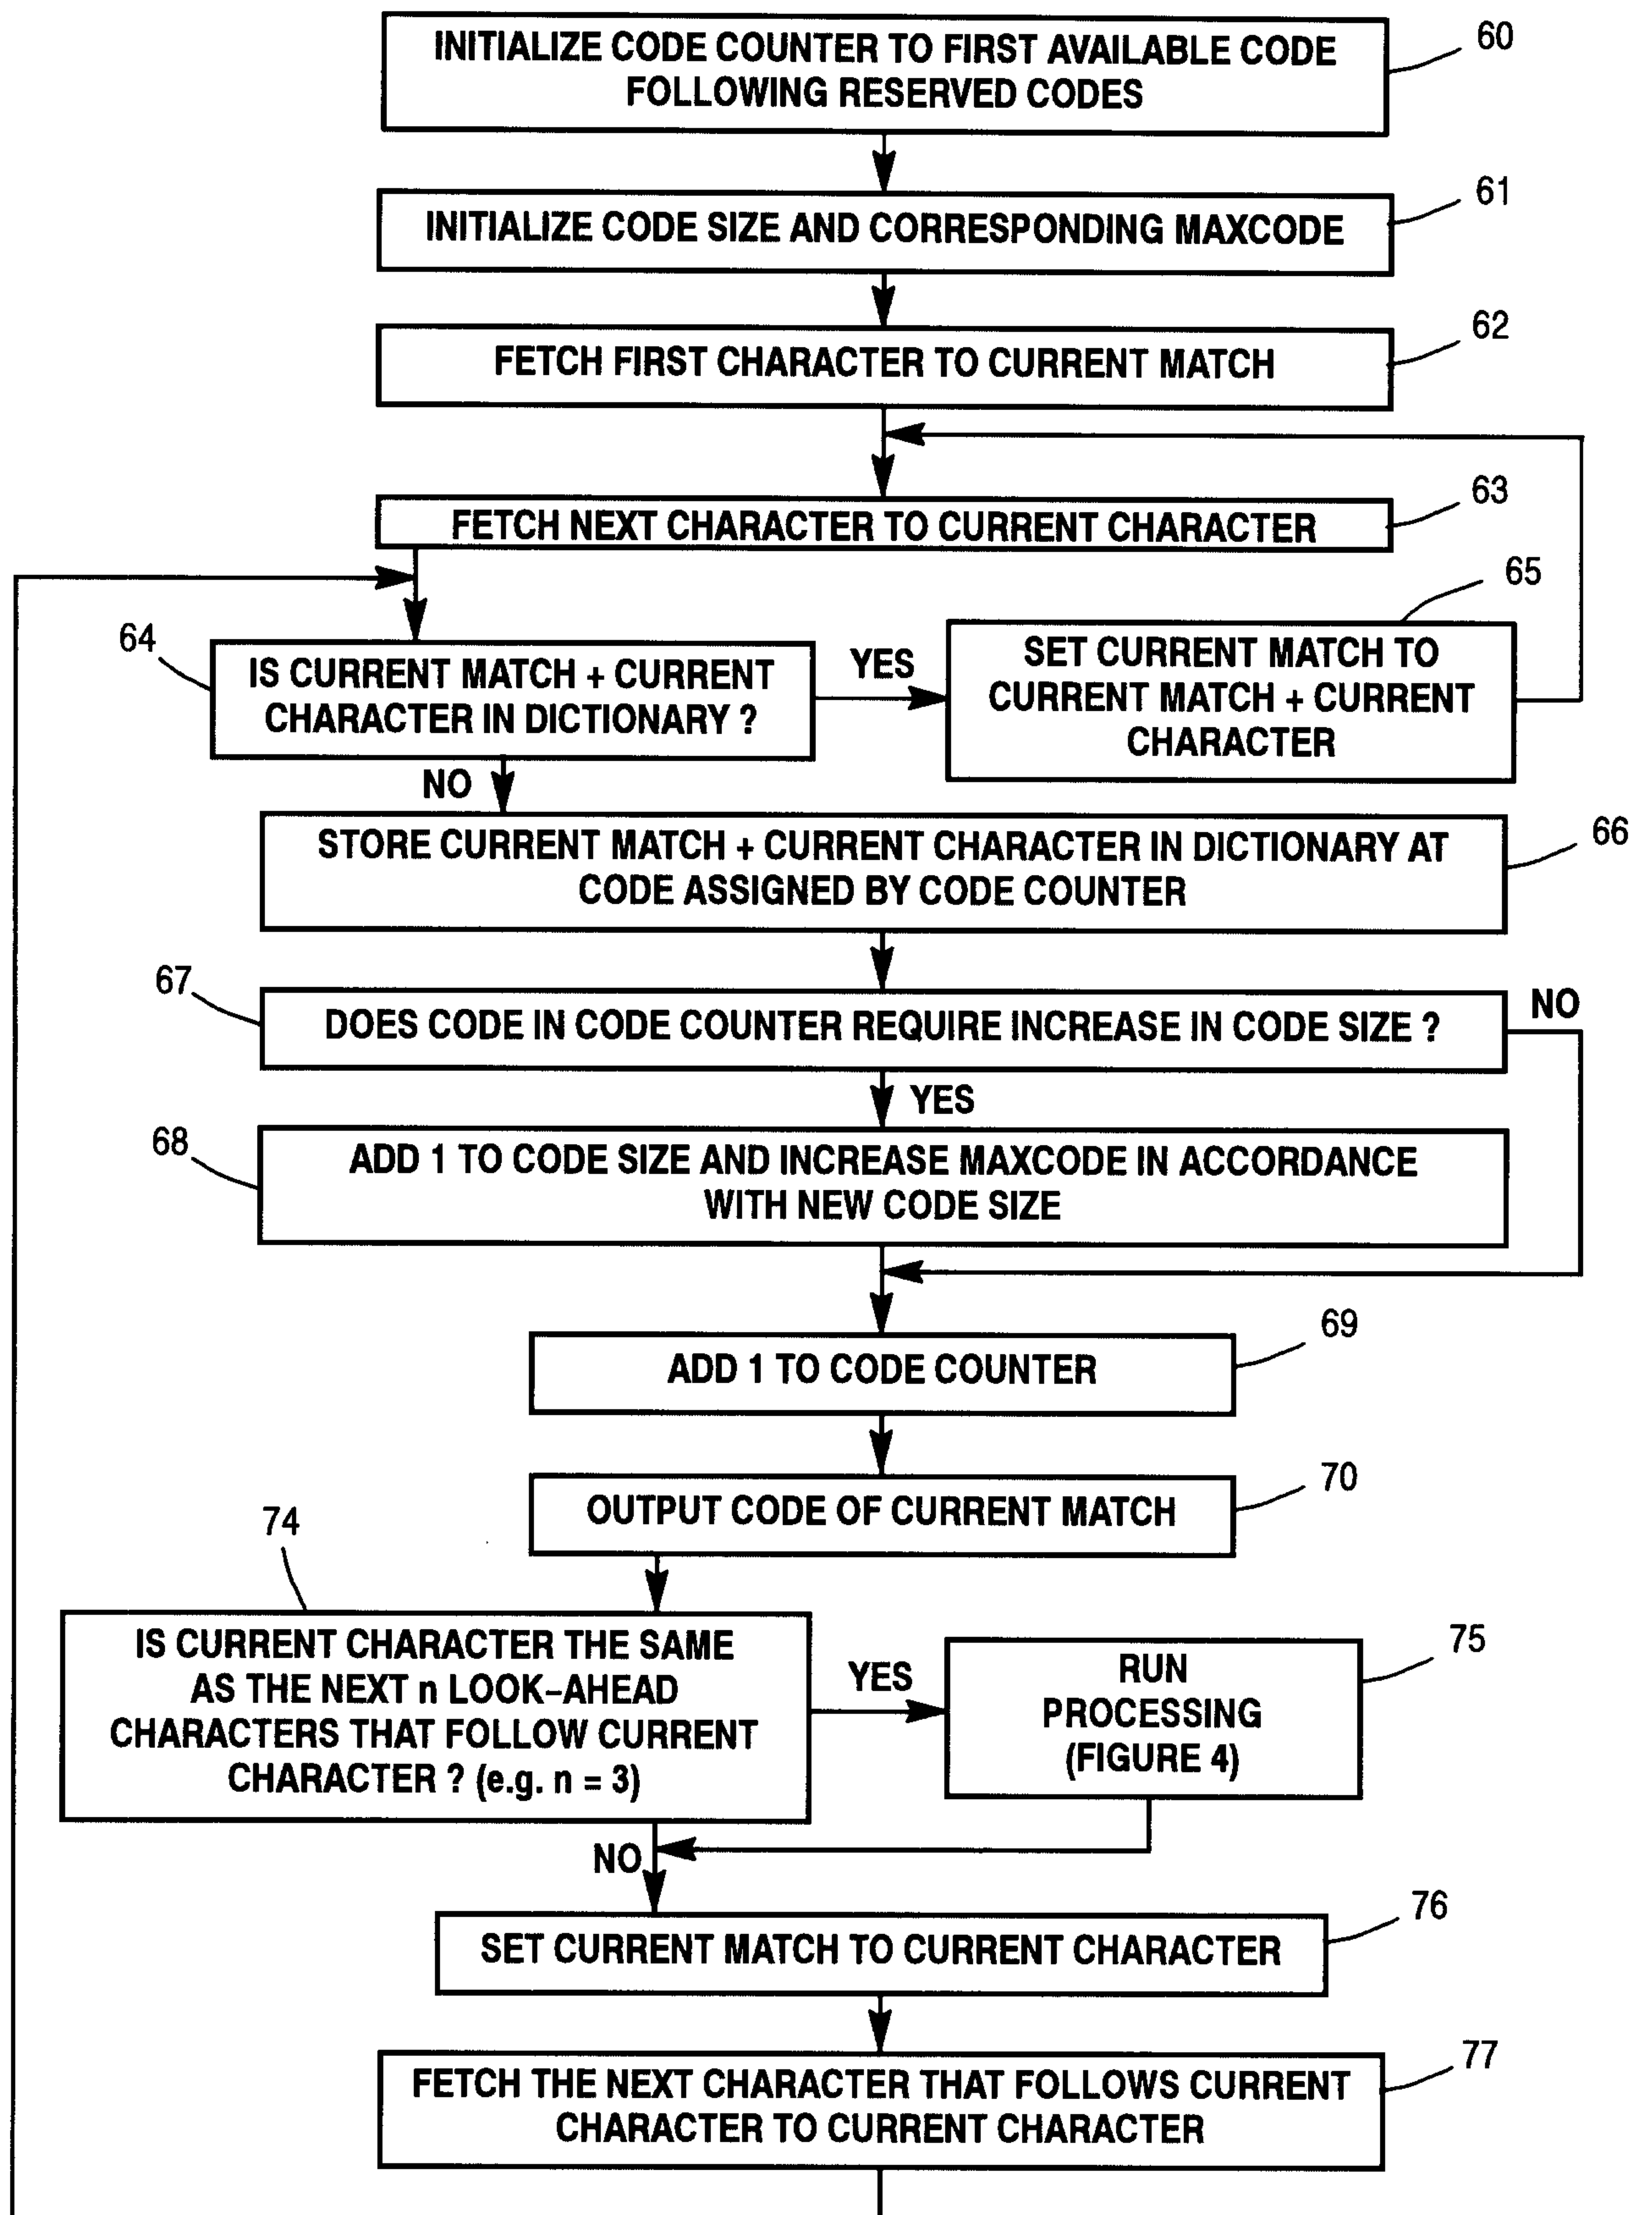 INITIALIZE CODE COUNTER TO FIRST AVAILABLE CODE
FOLLOWING RESERVED CODES
60
INITIALIZE CODE SIZE AND CORRESPONDING MAXCODE
61
FETCH FIRST CHARACTER TO CURRENT MATCH
62
FETCH NEXT CHARACTER TO CURRENT CHARACTER
63
64
IS CURRENT MATCH + CURRENT
CHARACTER IN DICTIONARY ?
YES
65
SET CURRENT MATCH TO
CURRENT MATCH + CURRENT
CHARACTER
NO
STORE CURRENT MATCH + CURRENT CHARACTER IN DICTIONARY AT
CODE ASSIGNED BY CODE COUNTER
66
67
DOES CODE IN CODE COUNTER REQUIRE INCREASE IN CODE SIZE ?
NO
YES
68
ADD 1 TO CODE SIZE AND INCREASE MAXCODE IN ACCORDANCE
WITH NEW CODE SIZE
ADD 1 TO CODE COUNTER
69
OUTPUT CODE OF CURRENT MATCH
70
74
IS CURRENT CHARACTER THE SAME
AS THE NEXT n LOOK-AHEAD
CHARACTERS THAT FOLLOW CURRENT
CHARACTER ? (e.g. n = 3)
YES
RUN
PROCESSING
(FIGURE 4)
75
NO
SET CURRENT MATCH TO CURRENT CHARACTER
76
FETCH THE NEXT CHARACTER THAT FOLLOWS CURRENT
CHARACTER TO CURRENT CHARACTER
77